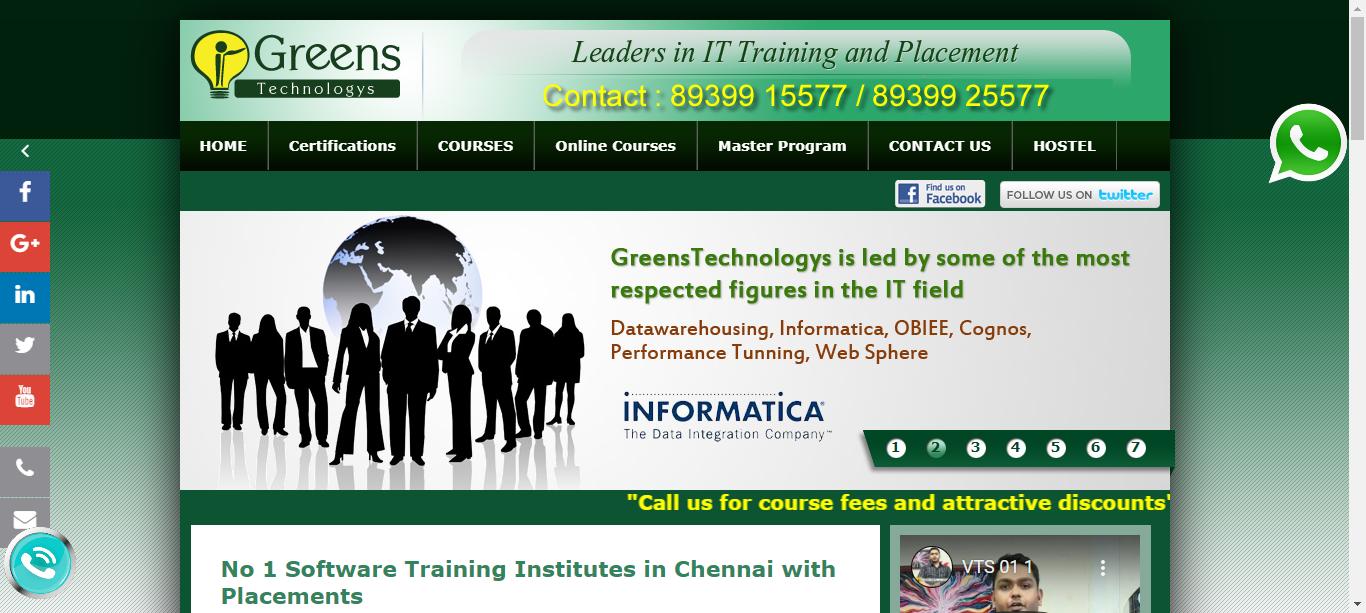 Greens
Technologys
Leaders in IT Training and Placement
Contact : 89399 15577 / 89399 25577
HOME
Certifications
COURSES
Online Courses
Master Program
CONTACT US
HOSTEL
Find us on
Facebook
FOLLOW US ON twitter
f
G+
in
You
Tube
GreensTechnologys is led by some of the most
respected figures in the IT field
Datawarehousing, Informatica, OBIEE, Cognos,
Performance Tunning, Web Sphere
INFORMATICA®
The Data Integration Company™
1 2 3 4 5 6 7
"Call us for course fees and attractive discounts"
No 1 Software Training Institutes in Chennai with
Placements
VTS 01 1